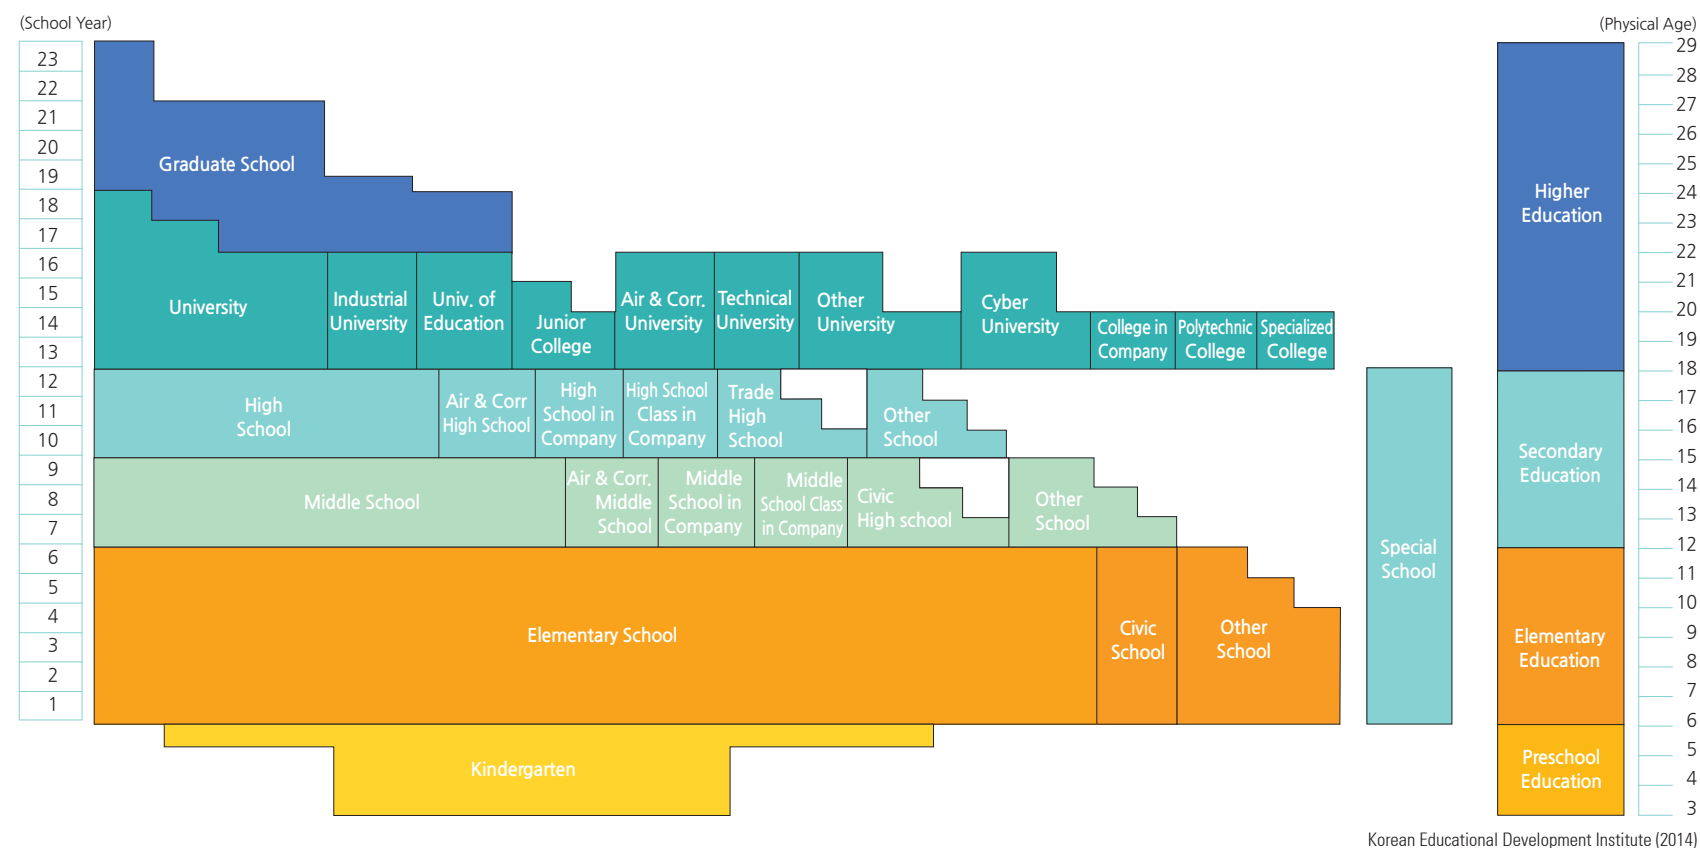 (School Year)
(Physical Age)
23
22
21
20
19
18
17
16
15
14
13
12
11
10
9
8
7
6
5
4
3
2
1
Graduate School
University
Industrial
University
Univ. of
Education
Junior
College
Air & Corr.
University
Technical
University
Other
University
Cyber
University
College in
Company
Polytechnic
College
Specialized
College
High
School
Air & Corr
High School
High
School in
Company
High School
Class in
Company
Trade
High
School
Other
School
Middle School
Air & Corr.
Middle
School
Middle
School in
Company
Middle
School Class
in Company
Civic
High school
Other
School
Elementary School
Civic
School
Other
School
Kindergarten
Special
School
Higher
Education
Secondary
Education
Elementary
Education
Preschool
Education
29
28
27
26
25
24
23
22
21
20
19
18
17
16
15
14
13
12
11
10
9
8
7
6
5
4
3
Korean Educational Development Institute (2014)